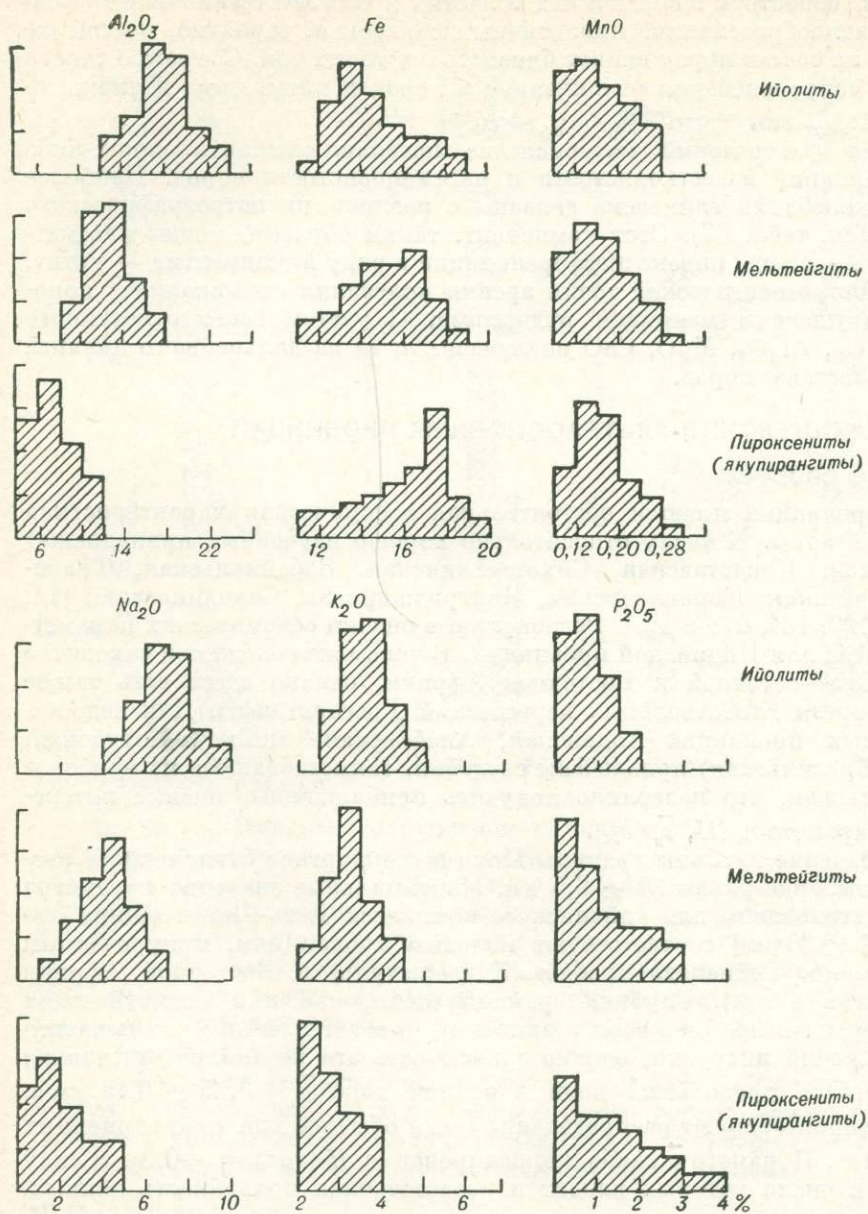 Al₂O₃ Fe MnO
Ийолиты
Мельтейгиты
Пироксениты
(якупирангиты)
6 14 22 12 16 20 0,12 0,20 0,28
Na₂O K₂O P₂O₅
Ийолиты
Мельтейгиты
Пироксениты
(якупирангиты)
2 6 10 2 4 6 1 2 3 4 %